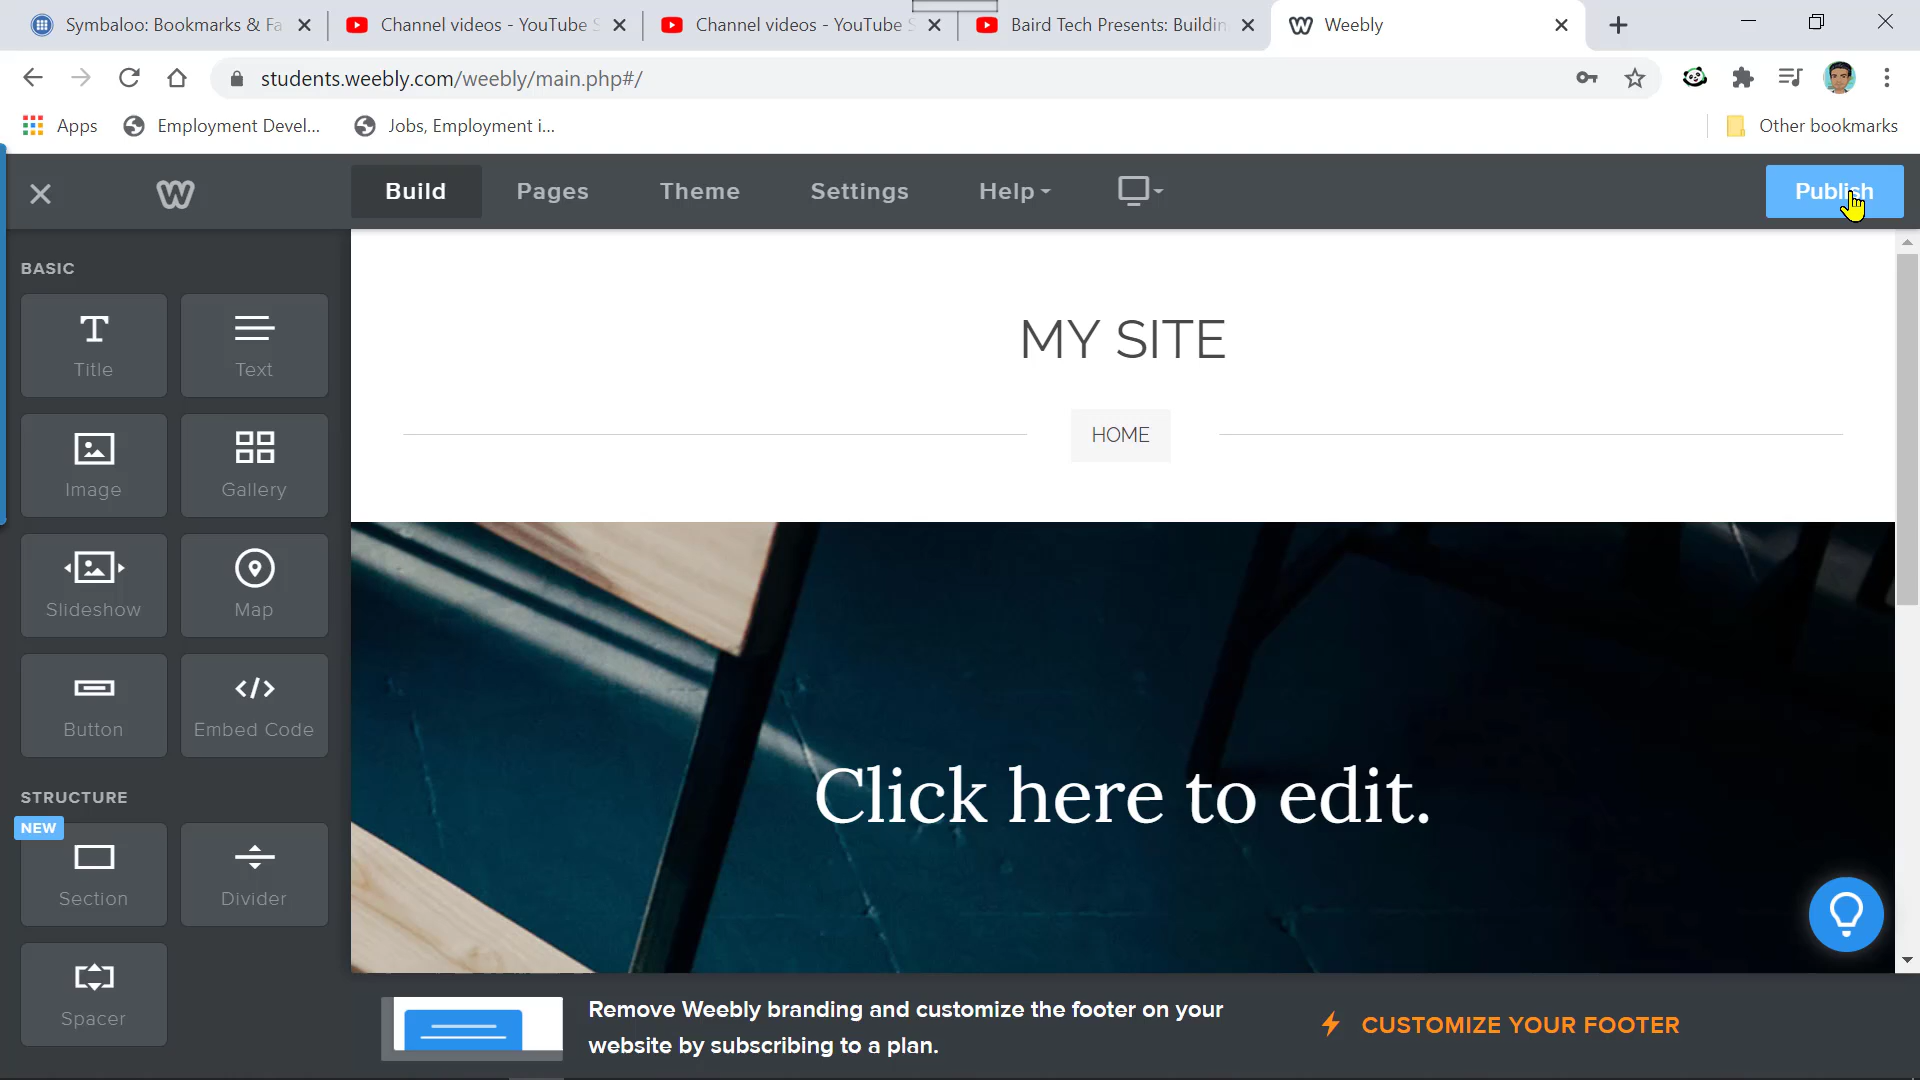 Symbaloo: Bookmarks & Fa
Channel videos - YouTube S
Channel videos - YouTube S
Baird Tech Presents: Buildin
Weebly
students.weebly.com/weebly/main.php#/
Apps
Employment Devel...
Jobs, Employment i...
Other bookmarks
Build
Pages
Theme
Settings
Help
Publish
BASIC
Title
Text
Image
Gallery
Slideshow
Map
Button
Embed Code
STRUCTURE
NEW
Section
Divider
Spacer
MY SITE
HOME
Click here to edit.
Remove Weebly branding and customize the footer on your
website by subscribing to a plan.
CUSTOMIZE YOUR FOOTER